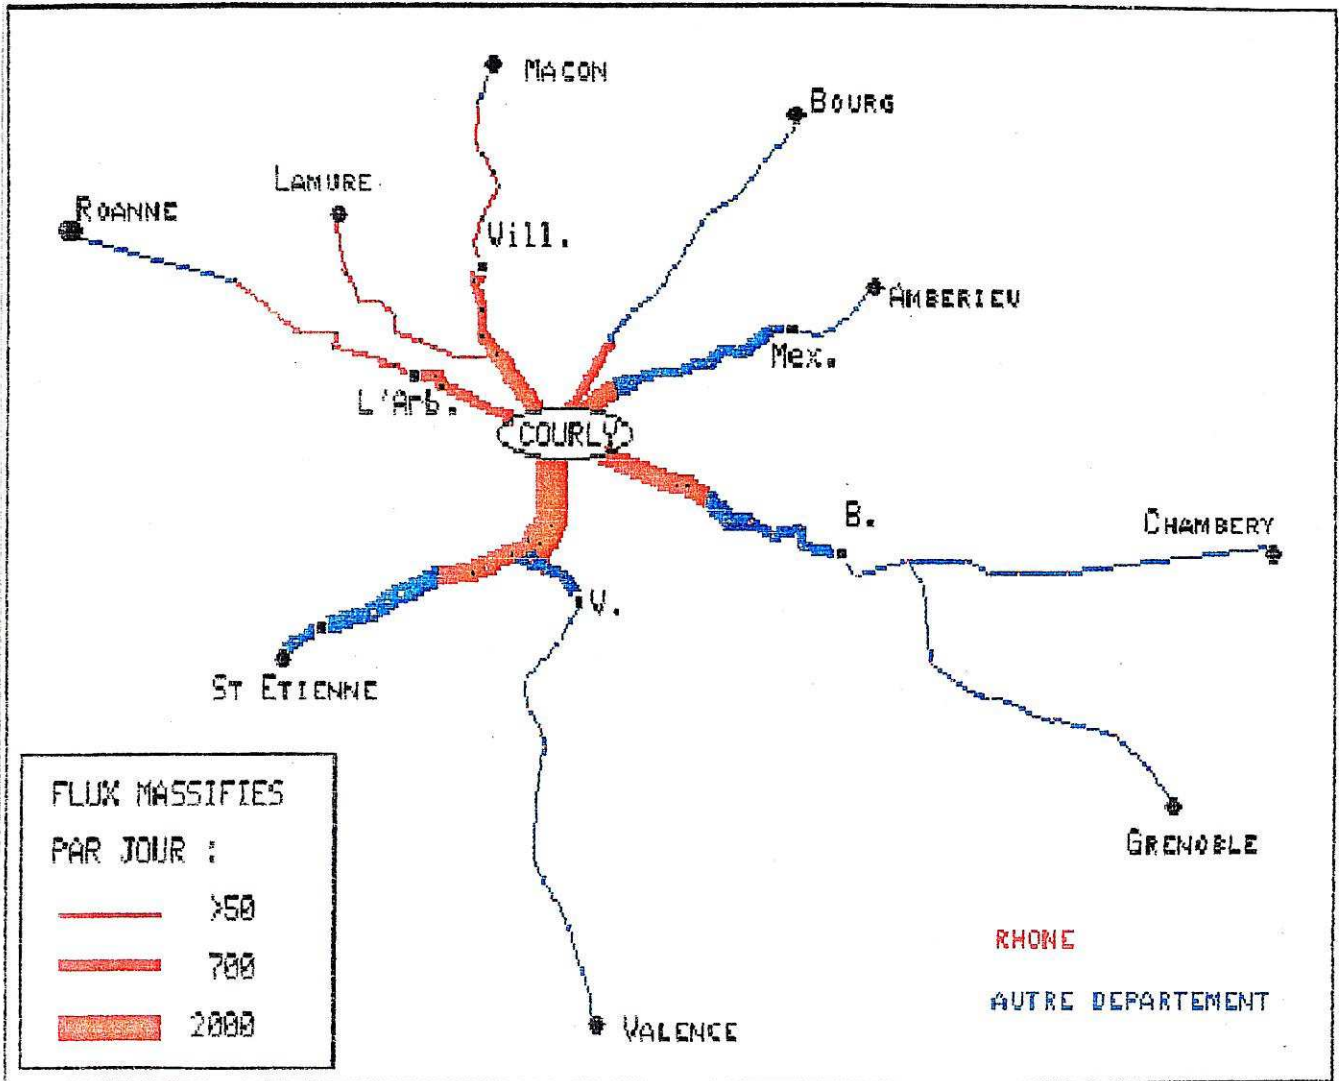 MACON
BOURG
LAMURE
ROANNE
Vill.
AMBERIEU
Mex.
L'Arb.
COURLY
B.
CHAMBERY
V.
ST ETIENNE
GRENOBLE
VALENCE
FLUX MASSIFIES
PAR JOUR :
>50
700
2000
RHONE
AUTRE DEPARTEMENT